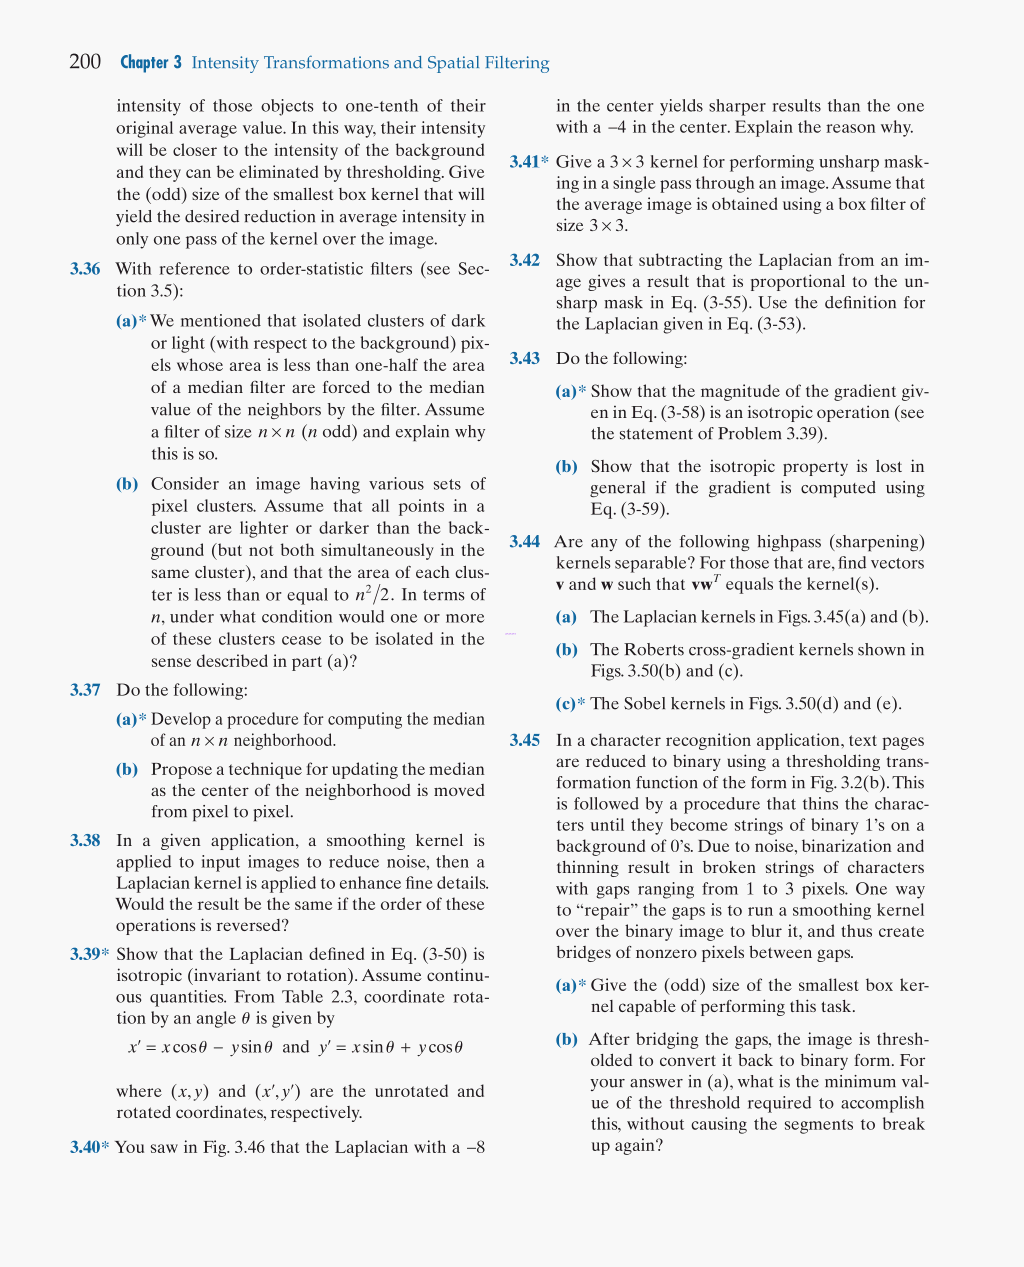 200 Chapter 3 Intensity Transformations and Spatial Filtering
intensity of those objects to one-tenth of their
original average value. In this way, their intensity
will be closer to the intensity of the background
and they can be eliminated by thresholding. Give
the (odd) size of the smallest box kernel that will
yield the desired reduction in average intensity in
only one pass of the kernel over the image.
3.36 With reference to order-statistic filters (see Sec-
tion 3.5):
(a)* We mentioned that isolated clusters of dark
or light (with respect to the background) pix-
els whose area is less than one-half the area
of a median filter are forced to the median
value of the neighbors by the filter. Assume
a filter of size n × n (n odd) and explain why
this is so.
(b) Consider an image having various sets of
pixel clusters. Assume that all points in a
cluster are lighter or darker than the back-
ground (but not both simultaneously in the
same cluster), and that the area of each clus-
ter is less than or equal to n²/2. In terms of
n, under what condition would one or more
of these clusters cease to be isolated in the
sense described in part (a)?
3.37 Do the following:
(a)* Develop a procedure for computing the median
of an n × n neighborhood.
(b) Propose a technique for updating the median
as the center of the neighborhood is moved
from pixel to pixel.
3.38 In a given application, a smoothing kernel is
applied to input images to reduce noise, then a
Laplacian kernel is applied to enhance fine details.
Would the result be the same if the order of these
operations is reversed?
3.39* Show that the Laplacian defined in Eq. (3-50) is
isotropic (invariant to rotation). Assume continu-
ous quantities. From Table 2.3, coordinate rota-
tion by an angle θ is given by
x′ = x cos θ − y sin θ and y′ = x sin θ + y cos θ
where (x, y) and (x′, y′) are the unrotated and
rotated coordinates, respectively.
3.40* You saw in Fig. 3.46 that the Laplacian with a −8
in the center yields sharper results than the one
with a −4 in the center. Explain the reason why.
3.41* Give a 3 × 3 kernel for performing unsharp mask-
ing in a single pass through an image. Assume that
the average image is obtained using a box filter of
size 3 × 3.
3.42 Show that subtracting the Laplacian from an im-
age gives a result that is proportional to the un-
sharp mask in Eq. (3-55). Use the definition for
the Laplacian given in Eq. (3-53).
3.43 Do the following:
(a)* Show that the magnitude of the gradient giv-
en in Eq. (3-58) is an isotropic operation (see
the statement of Problem 3.39).
(b) Show that the isotropic property is lost in
general if the gradient is computed using
Eq. (3-59).
3.44 Are any of the following highpass (sharpening)
kernels separable? For those that are, find vectors
v and w such that vwᵀ equals the kernel(s).
(a) The Laplacian kernels in Figs. 3.45(a) and (b).
(b) The Roberts cross-gradient kernels shown in
Figs. 3.50(b) and (c).
(c)* The Sobel kernels in Figs. 3.50(d) and (e).
3.45 In a character recognition application, text pages
are reduced to binary using a thresholding trans-
formation function of the form in Fig. 3.2(b). This
is followed by a procedure that thins the charac-
ters until they become strings of binary 1's on a
background of 0's. Due to noise, binarization and
thinning result in broken strings of characters
with gaps ranging from 1 to 3 pixels. One way
to “repair” the gaps is to run a smoothing kernel
over the binary image to blur it, and thus create
bridges of nonzero pixels between gaps.
(a)* Give the (odd) size of the smallest box ker-
nel capable of performing this task.
(b) After bridging the gaps, the image is thresh-
olded to convert it back to binary form. For
your answer in (a), what is the minimum val-
ue of the threshold required to accomplish
this, without causing the segments to break
up again?